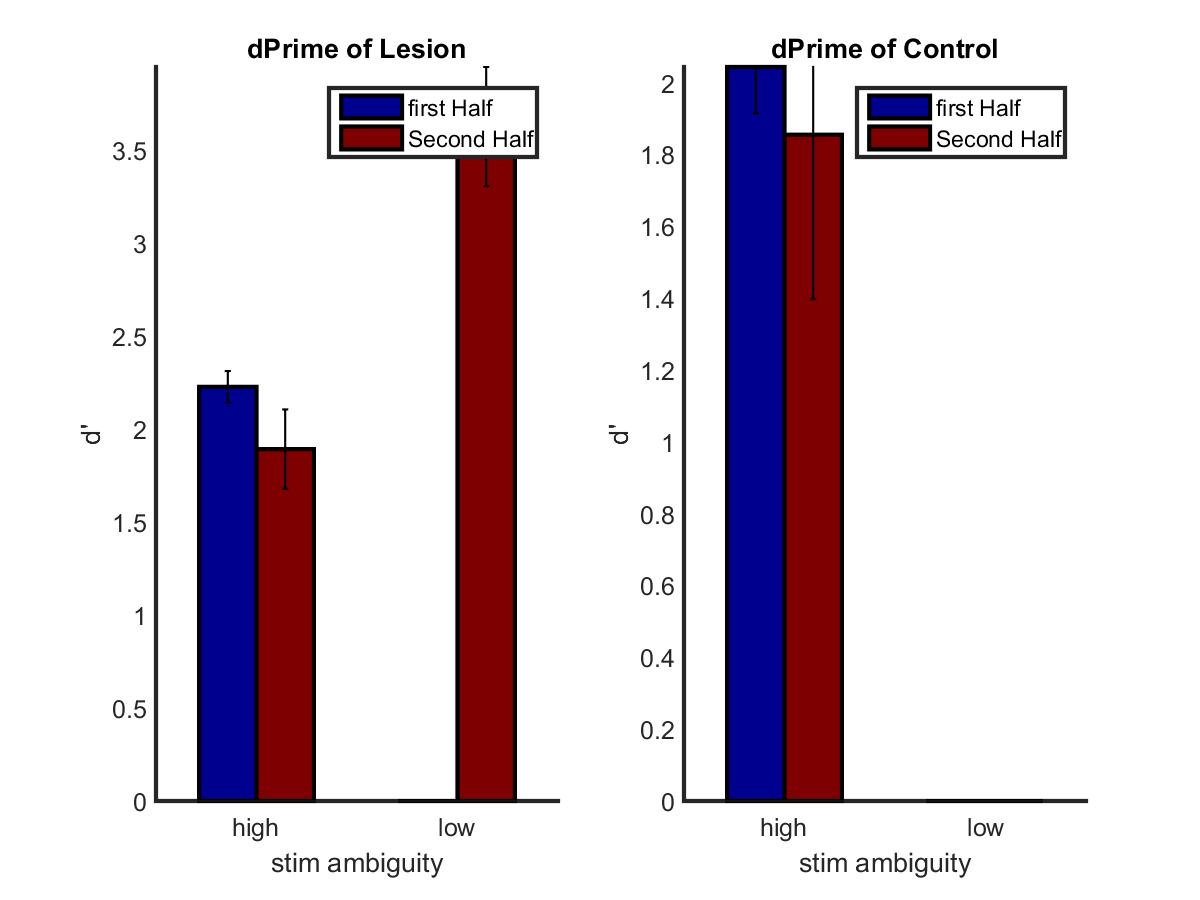 dPrime of Lesion
first Half
Second Half
3.5
3
2.5
2
1.5
1
0.5
0
d'
high low
stim ambiguity
dPrime of Control
first Half
Second Half
2
1.8
1.6
1.4
1.2
1
0.8
0.6
0.4
0.2
0
d'
high low
stim ambiguity